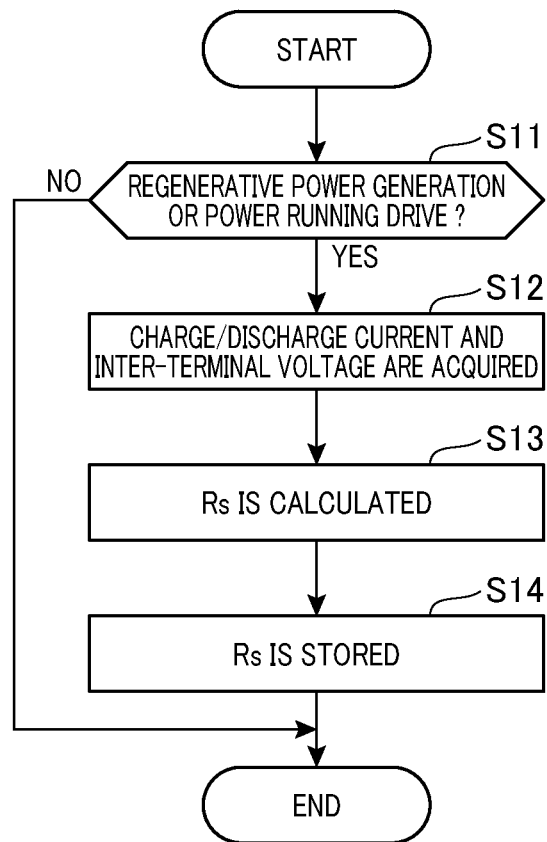 START
S11
NO
REGENERATIVE POWER GENERATION
OR POWER RUNNING DRIVE ?
YES
S12
CHARGE/DISCHARGE CURRENT AND
INTER-TERMINAL VOLTAGE ARE ACQUIRED
S13
Rs IS CALCULATED
S14
Rs IS STORED
END